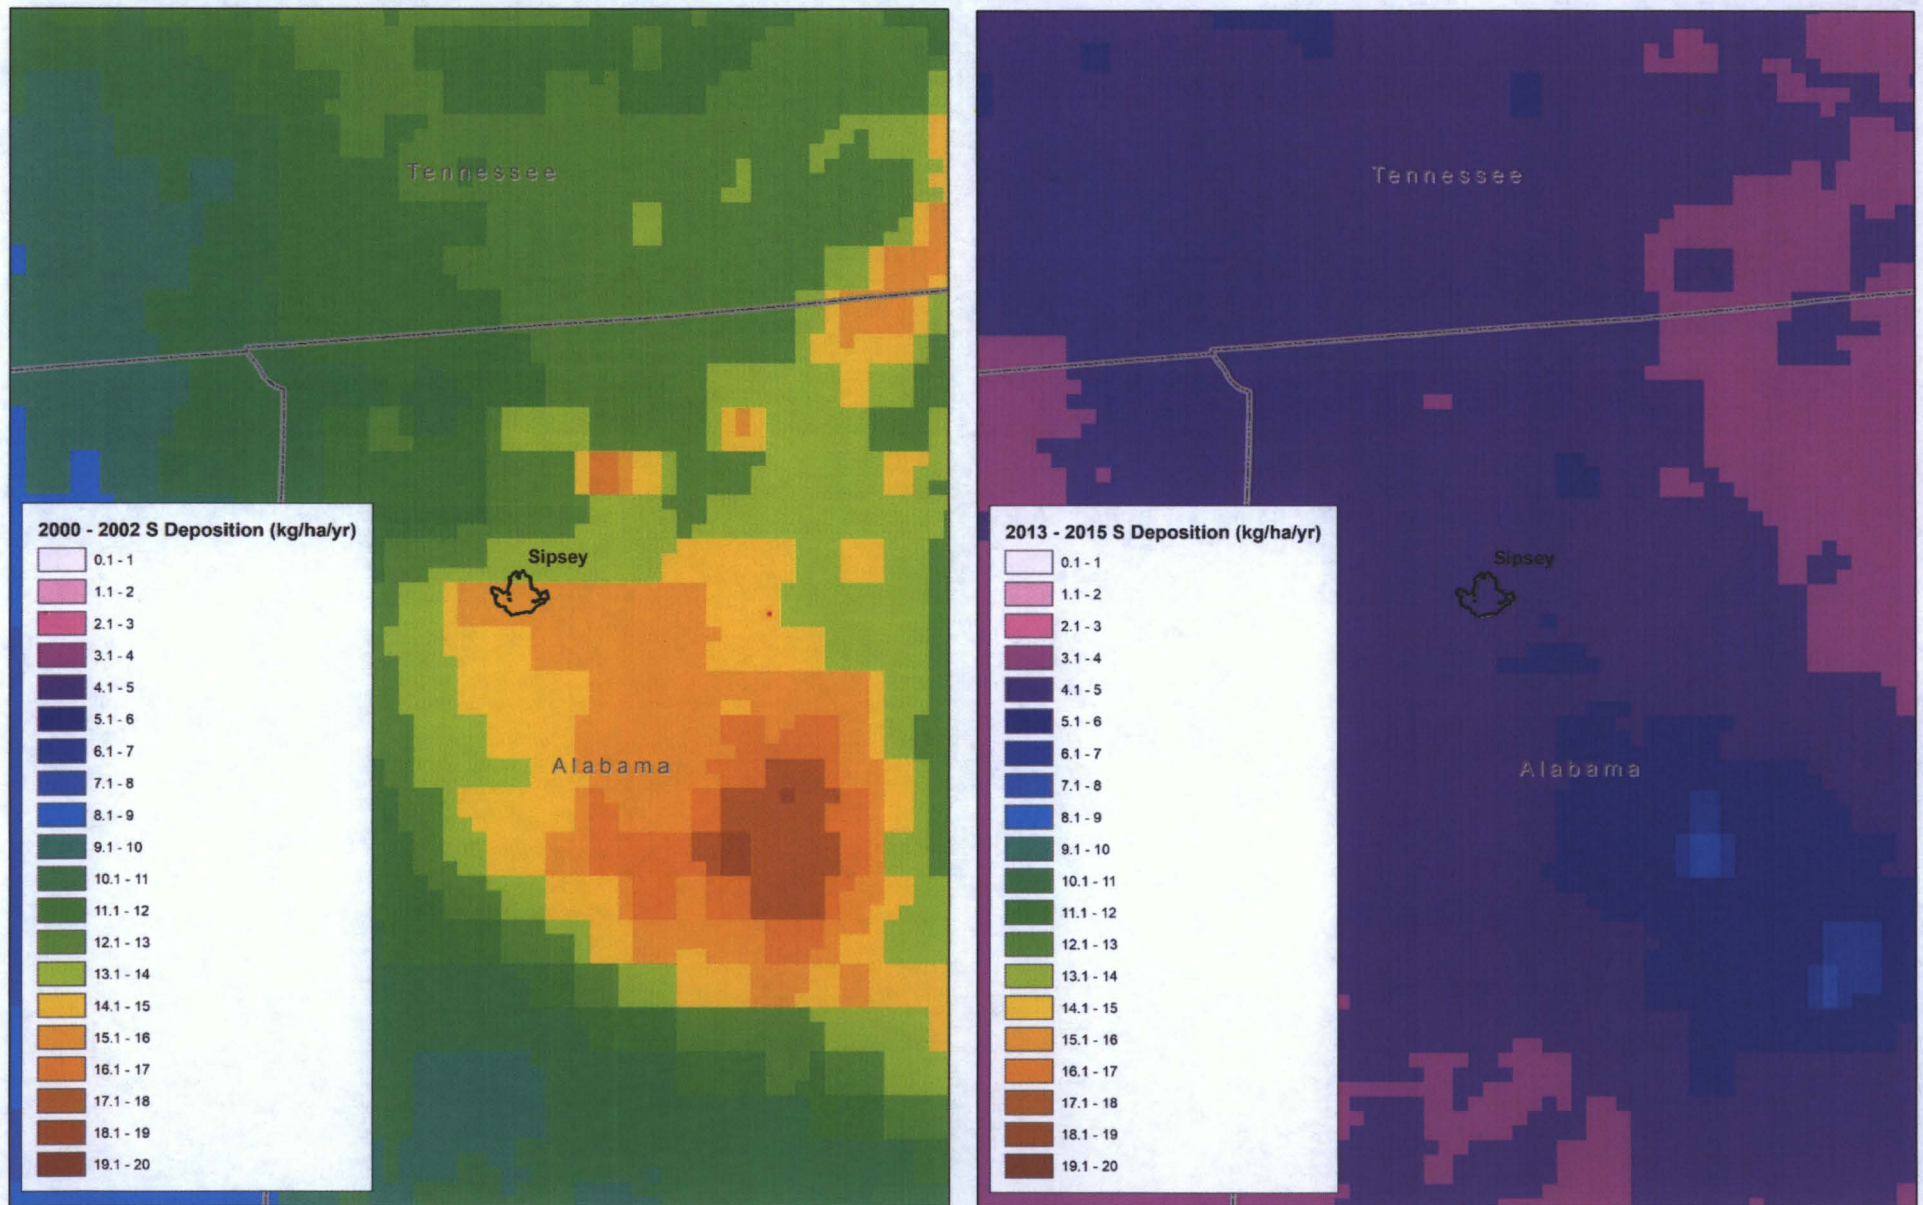 Tennessee
2000 - 2002 S Deposition (kg/ha/yr)
0.1 - 1
1.1 - 2
2.1 - 3
3.1 - 4
4.1 - 5
5.1 - 6
6.1 - 7
7.1 - 8
8.1 - 9
9.1 - 10
10.1 - 11
11.1 - 12
12.1 - 13
13.1 - 14
14.1 - 15
15.1 - 16
16.1 - 17
17.1 - 18
18.1 - 19
19.1 - 20
Sipsey
Alabama
Tennessee
2013 - 2015 S Deposition (kg/ha/yr)
0.1 - 1
1.1 - 2
2.1 - 3
3.1 - 4
4.1 - 5
5.1 - 6
6.1 - 7
7.1 - 8
8.1 - 9
9.1 - 10
10.1 - 11
11.1 - 12
12.1 - 13
13.1 - 14
14.1 - 15
15.1 - 16
16.1 - 17
17.1 - 18
18.1 - 19
19.1 - 20
Sipsey
Alabama